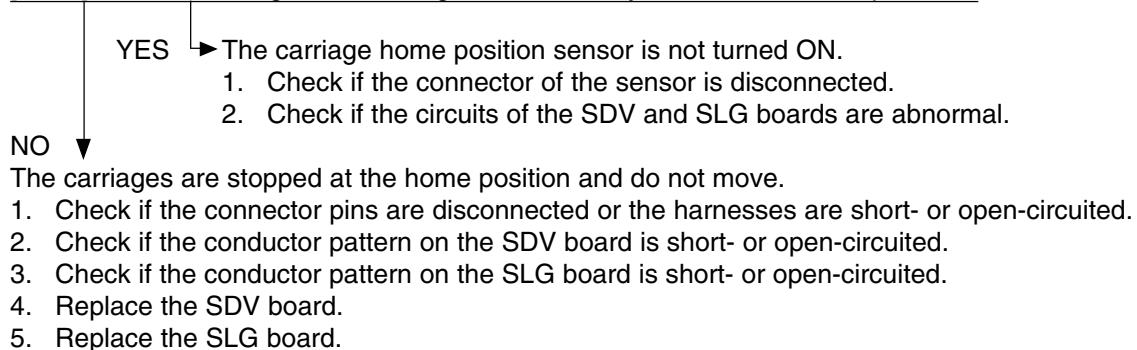 YES The carriage home position sensor is not turned ON.
1. Check if the connector of the sensor is disconnected.
2. Check if the circuits of the SDV and SLG boards are abnormal.
NO
The carriages are stopped at the home position and do not move.
1. Check if the connector pins are disconnected or the harnesses are short- or open-circuited.
2. Check if the conductor pattern on the SDV board is short- or open-circuited.
3. Check if the conductor pattern on the SLG board is short- or open-circuited.
4. Replace the SDV board.
5. Replace the SLG board.